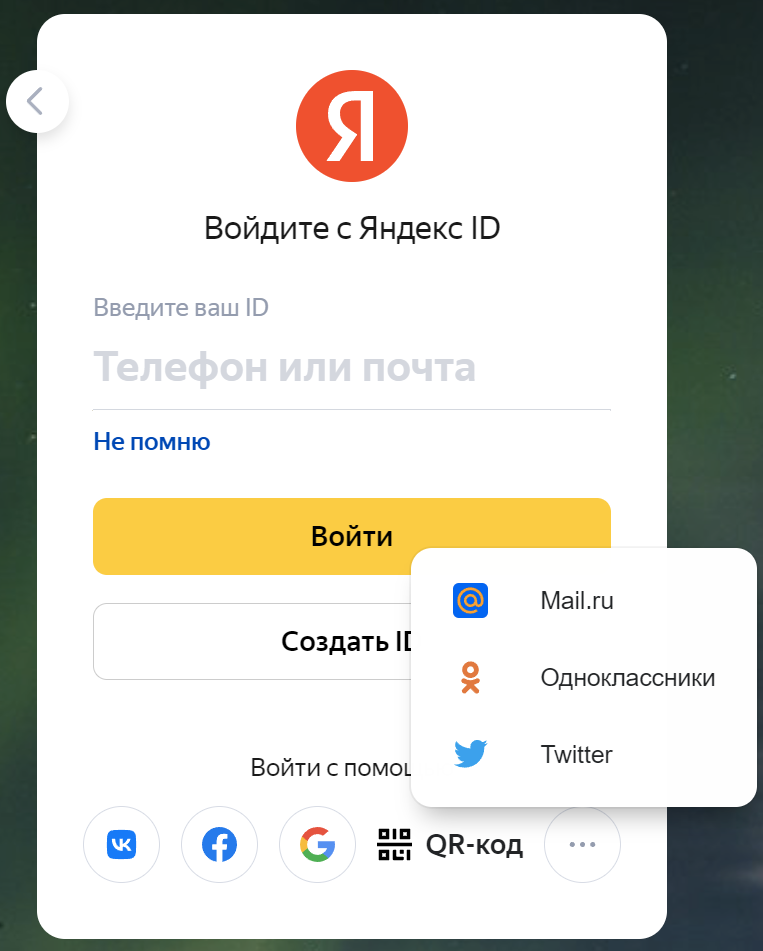 Я
Войдите с Яндекс ID
Введите ваш ID
Телефон или почта
Не помню
Войти
Mail.ru
Создать
Одноклассники
Twitter
Войти с
QR-код